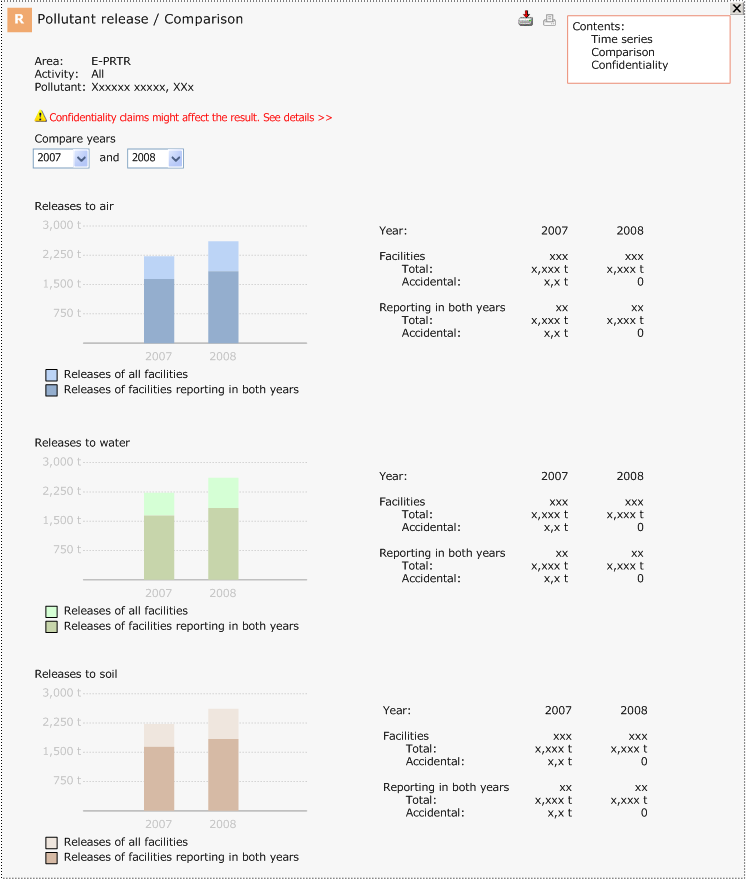 R Pollutant release / Comparison
Contents:
Time series
Comparison
Confidentiality
Area: E-PRTR
Activity: All
Pollutant: Xxxxxx xxxxx, XXx
Confidentiality claims might affect the result. See details >>
Compare years
2007 and 2008
Releases to air
3,000 t
2,250 t
1,500 t
750 t
2007 2008
Releases of all facilities
Releases of facilities reporting in both years
Year: 2007 2008
Facilities xxx xxx
Total: x,xxx t x,xxx t
Accidental: x,x t 0
Reporting in both years xx xx
Total: x,xxx t x,xxx t
Accidental: x,x t 0
Releases to water
3,000 t
2,250 t
1,500 t
750 t
2007 2008
Releases of all facilities
Releases of facilities reporting in both years
Year: 2007 2008
Facilities xxx xxx
Total: x,xxx t x,xxx t
Accidental: x,x t 0
Reporting in both years xx xx
Total: x,xxx t x,xxx t
Accidental: x,x t 0
Releases to soil
3,000 t
2,250 t
1,500 t
750 t
2007 2008
Releases of all facilities
Releases of facilities reporting in both years
Year: 2007 2008
Facilities xxx xxx
Total: x,xxx t x,xxx t
Accidental: x,x t 0
Reporting in both years xx xx
Total: x,xxx t x,xxx t
Accidental: x,x t 0